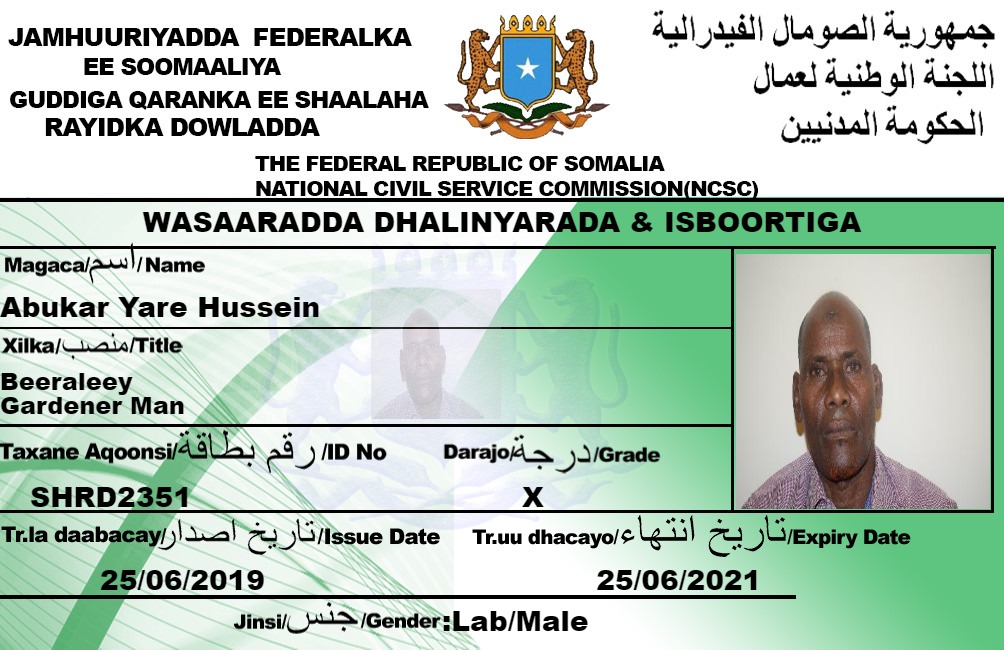 JAMHUURIYADDA FEDERALKA
EE SOOMAALIYA
GUDDIGA QARANKA EE SHAALAHA
RAYIDKA DOWLADDA
جمهورية الصومال الفيدرالية
اللجنة الوطنية لعمال
الحكومة المدنيين
THE FEDERAL REPUBLIC OF SOMALIA
NATIONAL CIVIL SERVICE COMMISSION(NCSC)
WASAARADDA DHALINYARADA & ISBOORTIGA
Magaca/اسم/Name
Abukar Yare Hussein
Xilka/منصب/Title
Beeraleey
Gardener Man
Taxane Aqoonsi/رقم بطاقة/ID No Darajo/درجة/Grade
SHRD2351 X
Tr.la daabacay/تاريخ اصدار/Issue Date Tr.uu dhacayo/تاريخ انتهاء/Expiry Date
25/06/2019 25/06/2021
Jinsi/جنس/Gender:Lab/Male